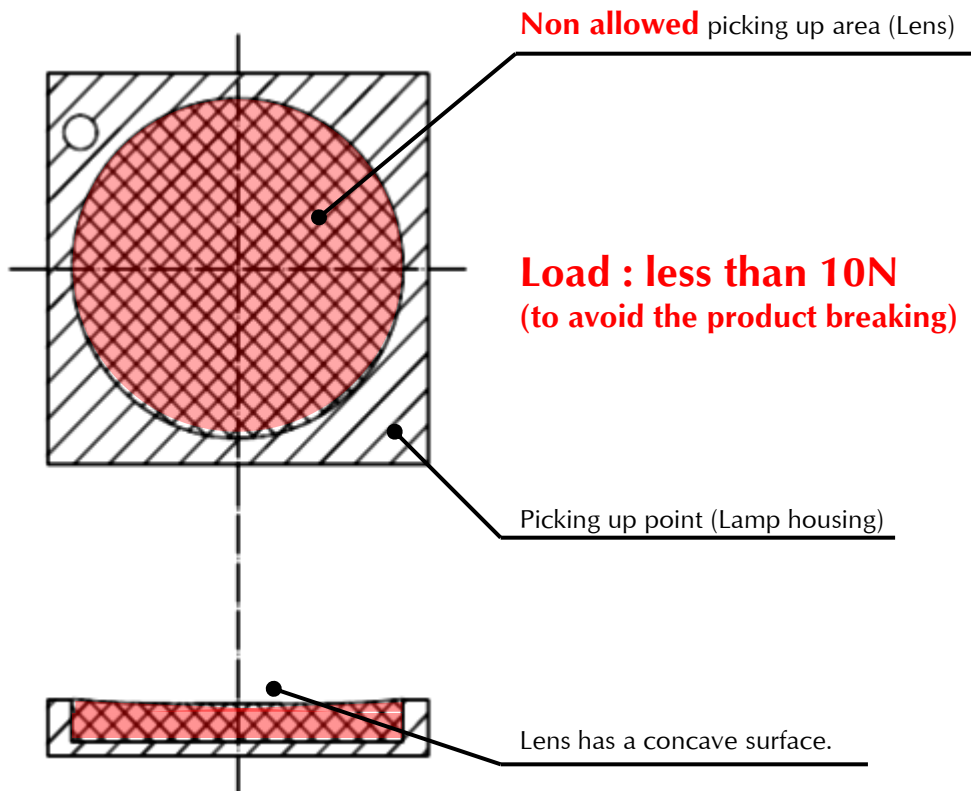 Non allowed picking up area (Lens)
Load : less than 10N
(to avoid the product breaking)
Picking up point (Lamp housing)
Lens has a concave surface.